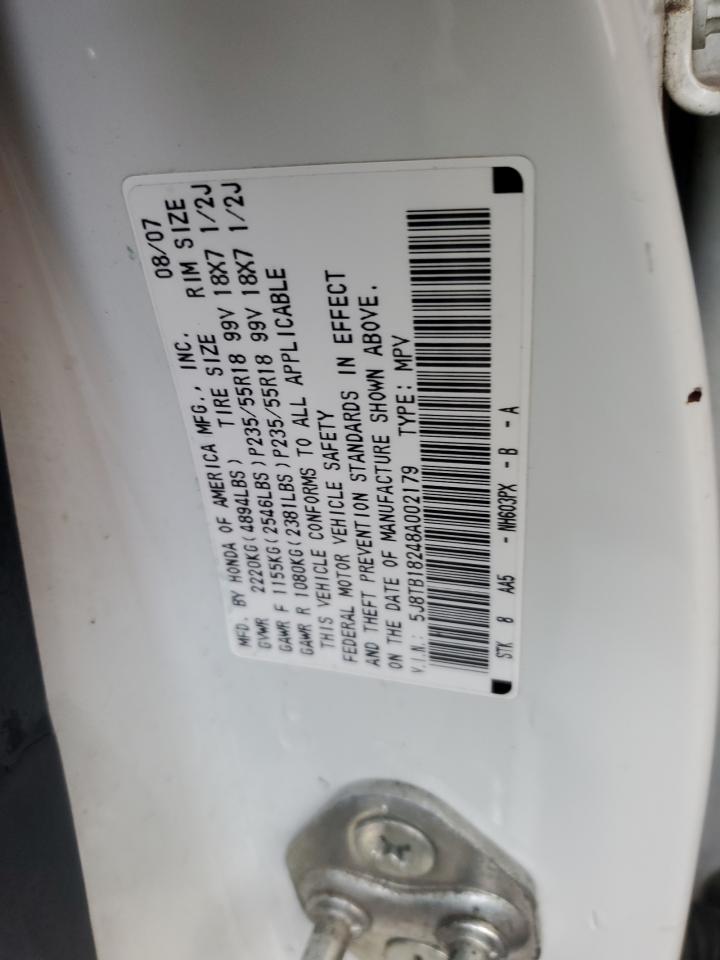 MFD. BY HONDA OF AMERICA MFG., INC. 08/07
GVWR 2220KG(4894LBS) TIRE SIZE RIM SIZE
GAWR F 1155KG(2546LBS)P235/55R18 99V 18X7 1/2J
GAWR R 1080KG(2381LBS)P235/55R18 99V 18X7 1/2J
THIS VEHICLE CONFORMS TO ALL APPLICABLE
FEDERAL MOTOR VEHICLE SAFETY
AND THEFT PREVENTION STANDARDS IN EFFECT
ON THE DATE OF MANUFACTURE SHOWN ABOVE.
V.I.N.: 5J8TB18248A002179 TYPE: MPV
STK 8 AA5 -NH603PX - B - A